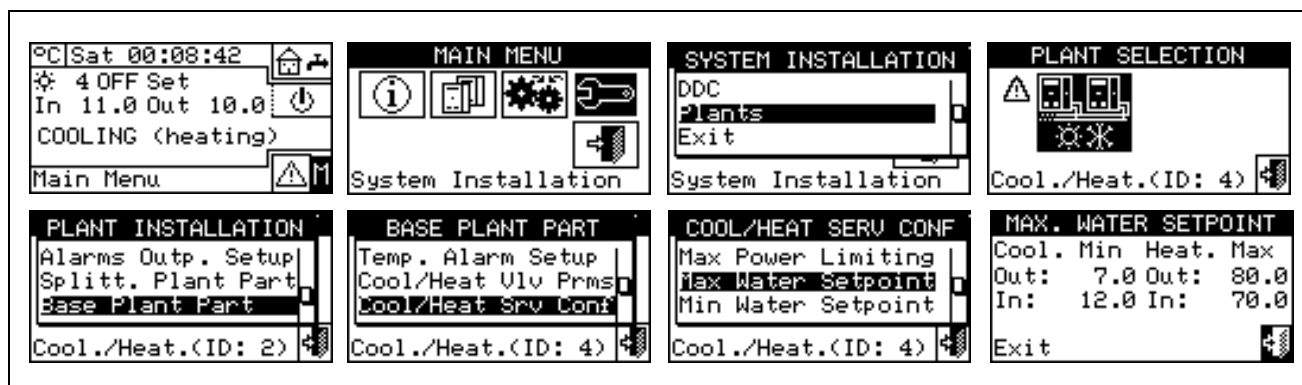 °C Sat 00:08:42
4 OFF Set
In 11.0 Out 10.0
COOLING (heating)
Main Menu M
MAIN MENU
System Installation
SYSTEM INSTALLATION
DDC
Plants
Exit
System Installation
PLANT SELECTION
Cool./Heat.(ID: 4)
PLANT INSTALLATION
Alarms Outp. Setup
Splitt. Plant Part
Base Plant Part
Cool./Heat.(ID: 2)
BASE PLANT PART
Temp. Alarm Setup
Cool/Heat Vlv Prms
Cool/Heat Srv Conf
Cool./Heat.(ID: 4)
COOL/HEAT SERV CONF
Max Power Limiting
Max Water Setpoint
Min Water Setpoint
Cool./Heat.(ID: 4)
MAX. WATER SETPOINT
Cool. Min Heat. Max
Out: 7.0 Out: 80.0
In: 12.0 In: 70.0
Exit